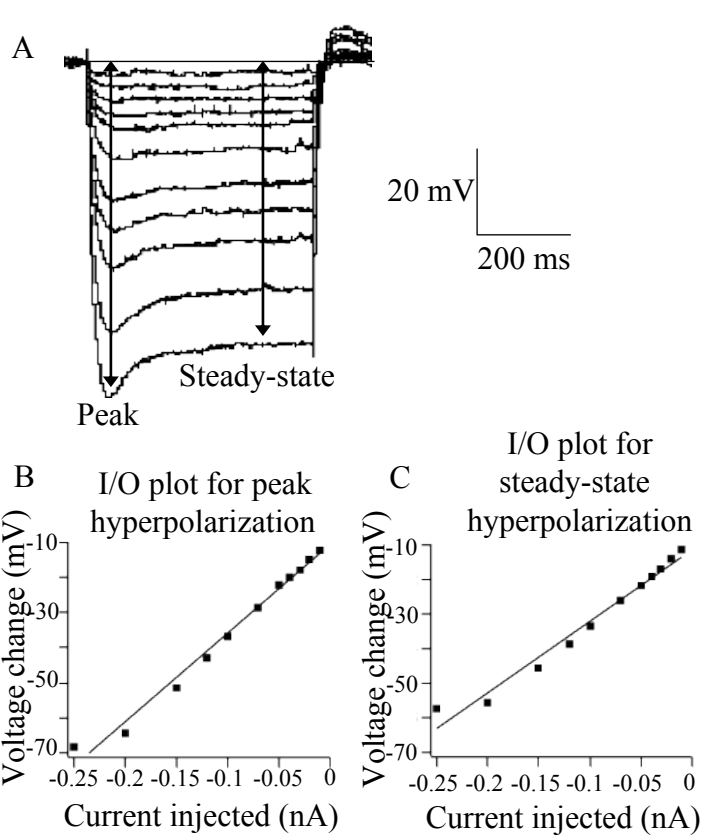 A
20 mV
200 ms
Steady-state
Peak
B
I/O plot for peak
hyperpolarization
Voltage change (mV)
-10
-30
-50
-70
-0.25 -0.2 -0.15 -0.1 -0.05 0
Current injected (nA)
C
I/O plot for
steady-state
hyperpolarization
Voltage change (mV)
-10
-30
-50
-70
-0.25 -0.2 -0.15 -0.1 -0.05 0
Current injected (nA)